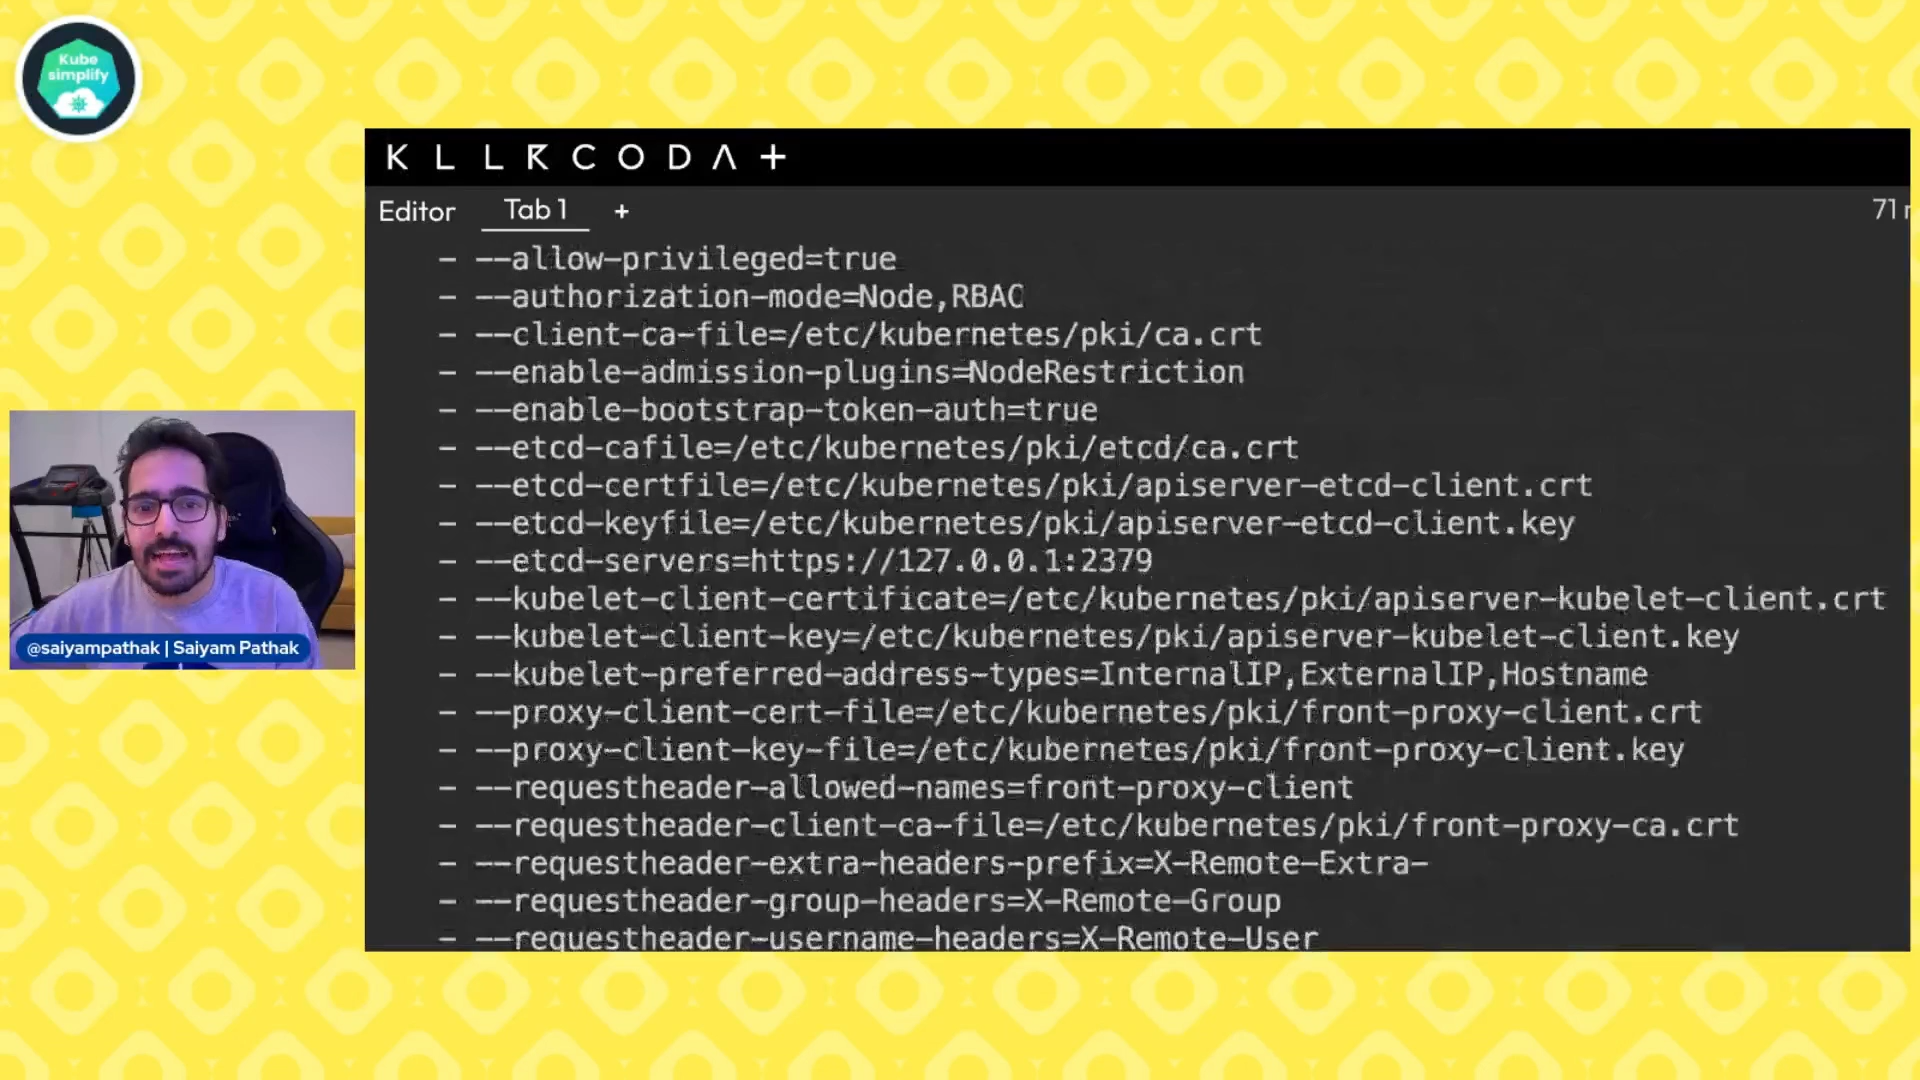 Kube
simplify
KLLRCODA+
Editor Tab 1 +
71
- --allow-privileged=true
- --authorization-mode=Node,RBAC
- --client-ca-file=/etc/kubernetes/pki/ca.crt
- --enable-admission-plugins=NodeRestriction
- --enable-bootstrap-token-auth=true
- --etcd-cafile=/etc/kubernetes/pki/etcd/ca.crt
- --etcd-certfile=/etc/kubernetes/pki/apiserver-etcd-client.crt
- --etcd-keyfile=/etc/kubernetes/pki/apiserver-etcd-client.key
- --etcd-servers=https://127.0.0.1:2379
- --kubelet-client-certificate=/etc/kubernetes/pki/apiserver-kubelet-client.crt
- --kubelet-client-key=/etc/kubernetes/pki/apiserver-kubelet-client.key
- --kubelet-preferred-address-types=InternalIP,ExternalIP,Hostname
- --proxy-client-cert-file=/etc/kubernetes/pki/front-proxy-client.crt
- --proxy-client-key-file=/etc/kubernetes/pki/front-proxy-client.key
- --requestheader-allowed-names=front-proxy-client
- --requestheader-client-ca-file=/etc/kubernetes/pki/front-proxy-ca.crt
- --requestheader-extra-headers-prefix=X-Remote-Extra-
- --requestheader-group-headers=X-Remote-Group
- --requestheader-username-headers=X-Remote-User
@saiyampathak | Saiyam Pathak